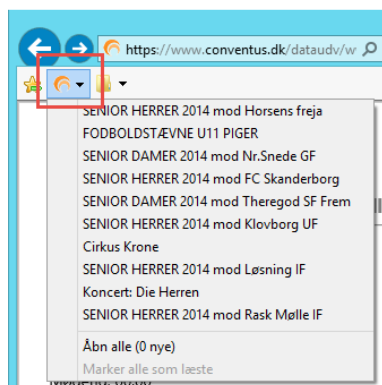 https://www.conventus.dk/dataudv/w
SENIOR HERRER 2014 mod Horsens freja
FODBOLDSTÆVNE U11 PIGER
SENIOR DAMER 2014 mod Nr.Snede GF
SENIOR HERRER 2014 mod FC Skanderborg
SENIOR DAMER 2014 mod Theregod SF Frem
SENIOR HERRER 2014 mod Klovborg UF
Cirkus Krone
SENIOR HERRER 2014 mod Løsning IF
Koncert: Die Herren
SENIOR HERRER 2014 mod Rask Mølle IF
Åbn alle (0 nye)
Marker alle som læste